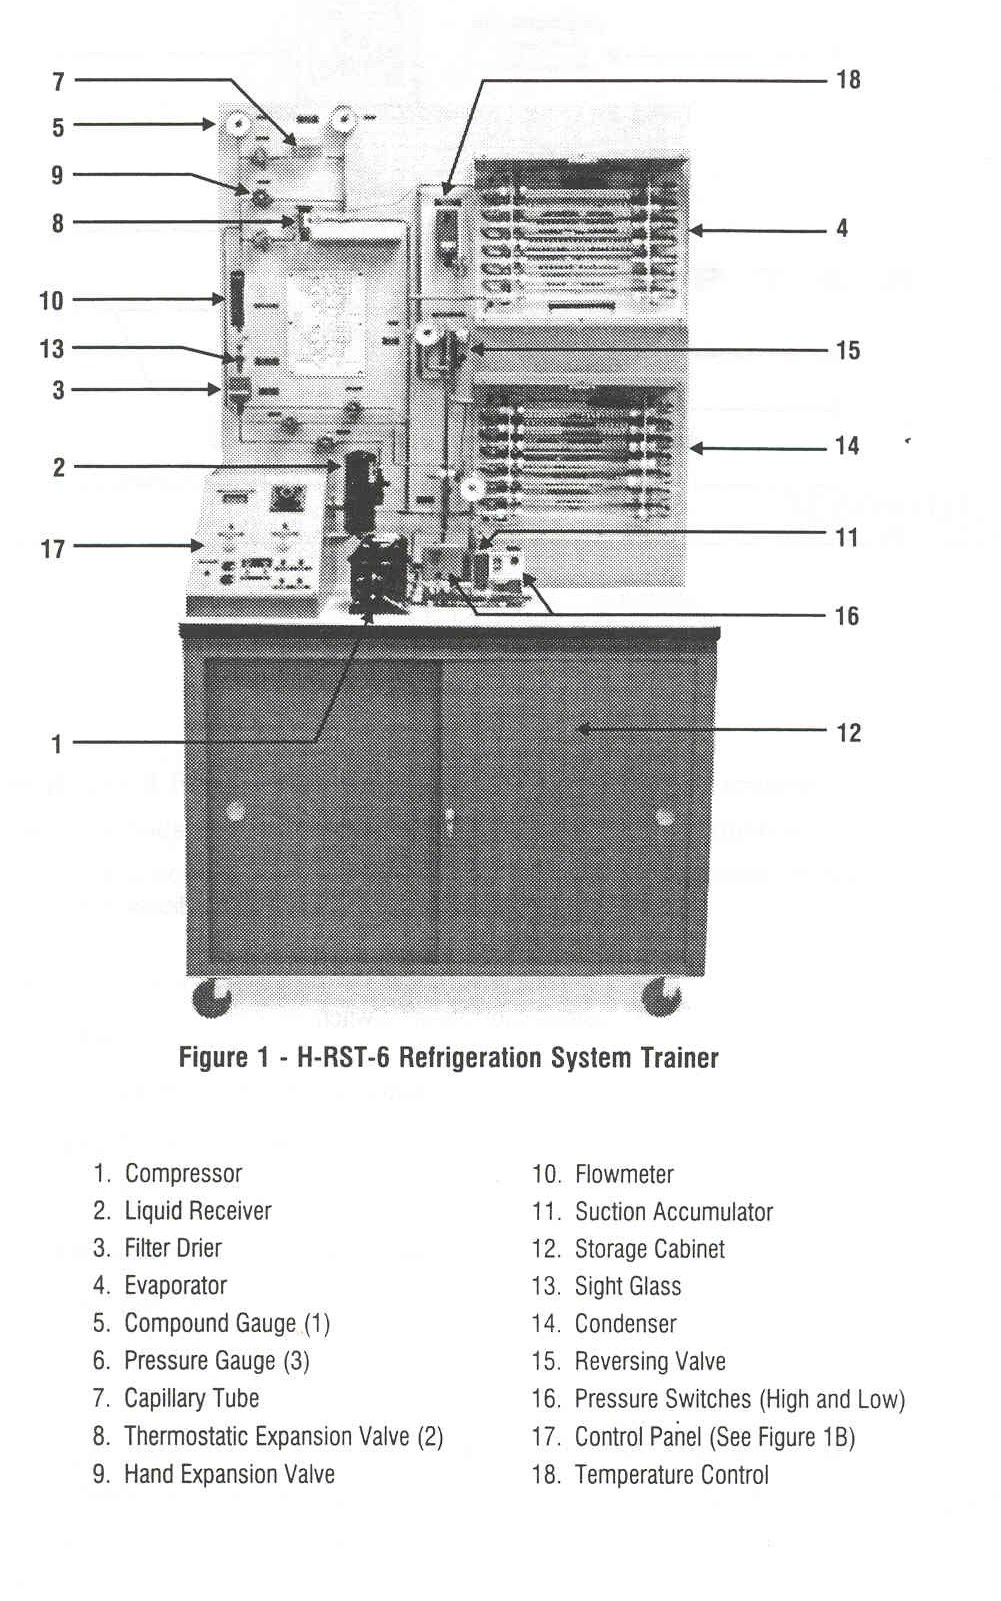 7
18
5
9
8
4
10
13
15
3
14
2
11
17
16
12
1
Figure 1 - H-RST-6 Refrigeration System Trainer
1. Compressor
2. Liquid Receiver
3. Filter Drier
4. Evaporator
5. Compound Gauge (1)
6. Pressure Gauge (3)
7. Capillary Tube
8. Thermostatic Expansion Valve (2)
9. Hand Expansion Valve
10. Flowmeter
11. Suction Accumulator
12. Storage Cabinet
13. Sight Glass
14. Condenser
15. Reversing Valve
16. Pressure Switches (High and Low)
17. Control Panel (See Figure 1B)
18. Temperature Control